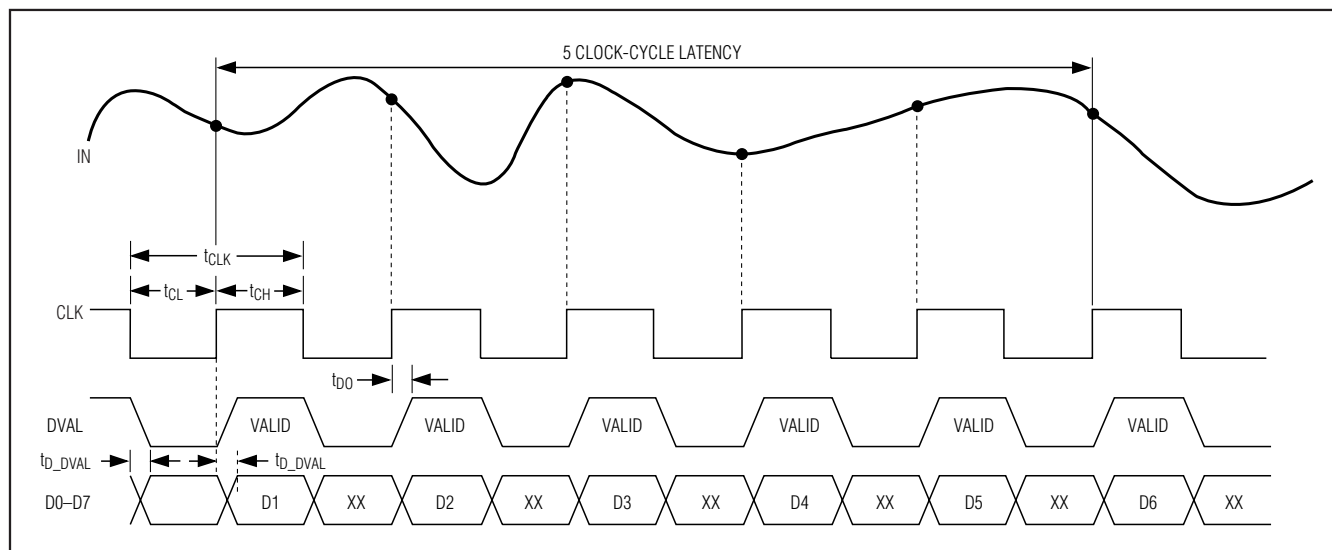 5 CLOCK-CYCLE LATENCY
IN
tCLK
tCL tCH
CLK
tDO
DVAL VALID VALID VALID VALID VALID VALID
tD_DVAL tD_DVAL
D0–D7 D1 XX D2 XX D3 XX D4 XX D5 XX D6 XX